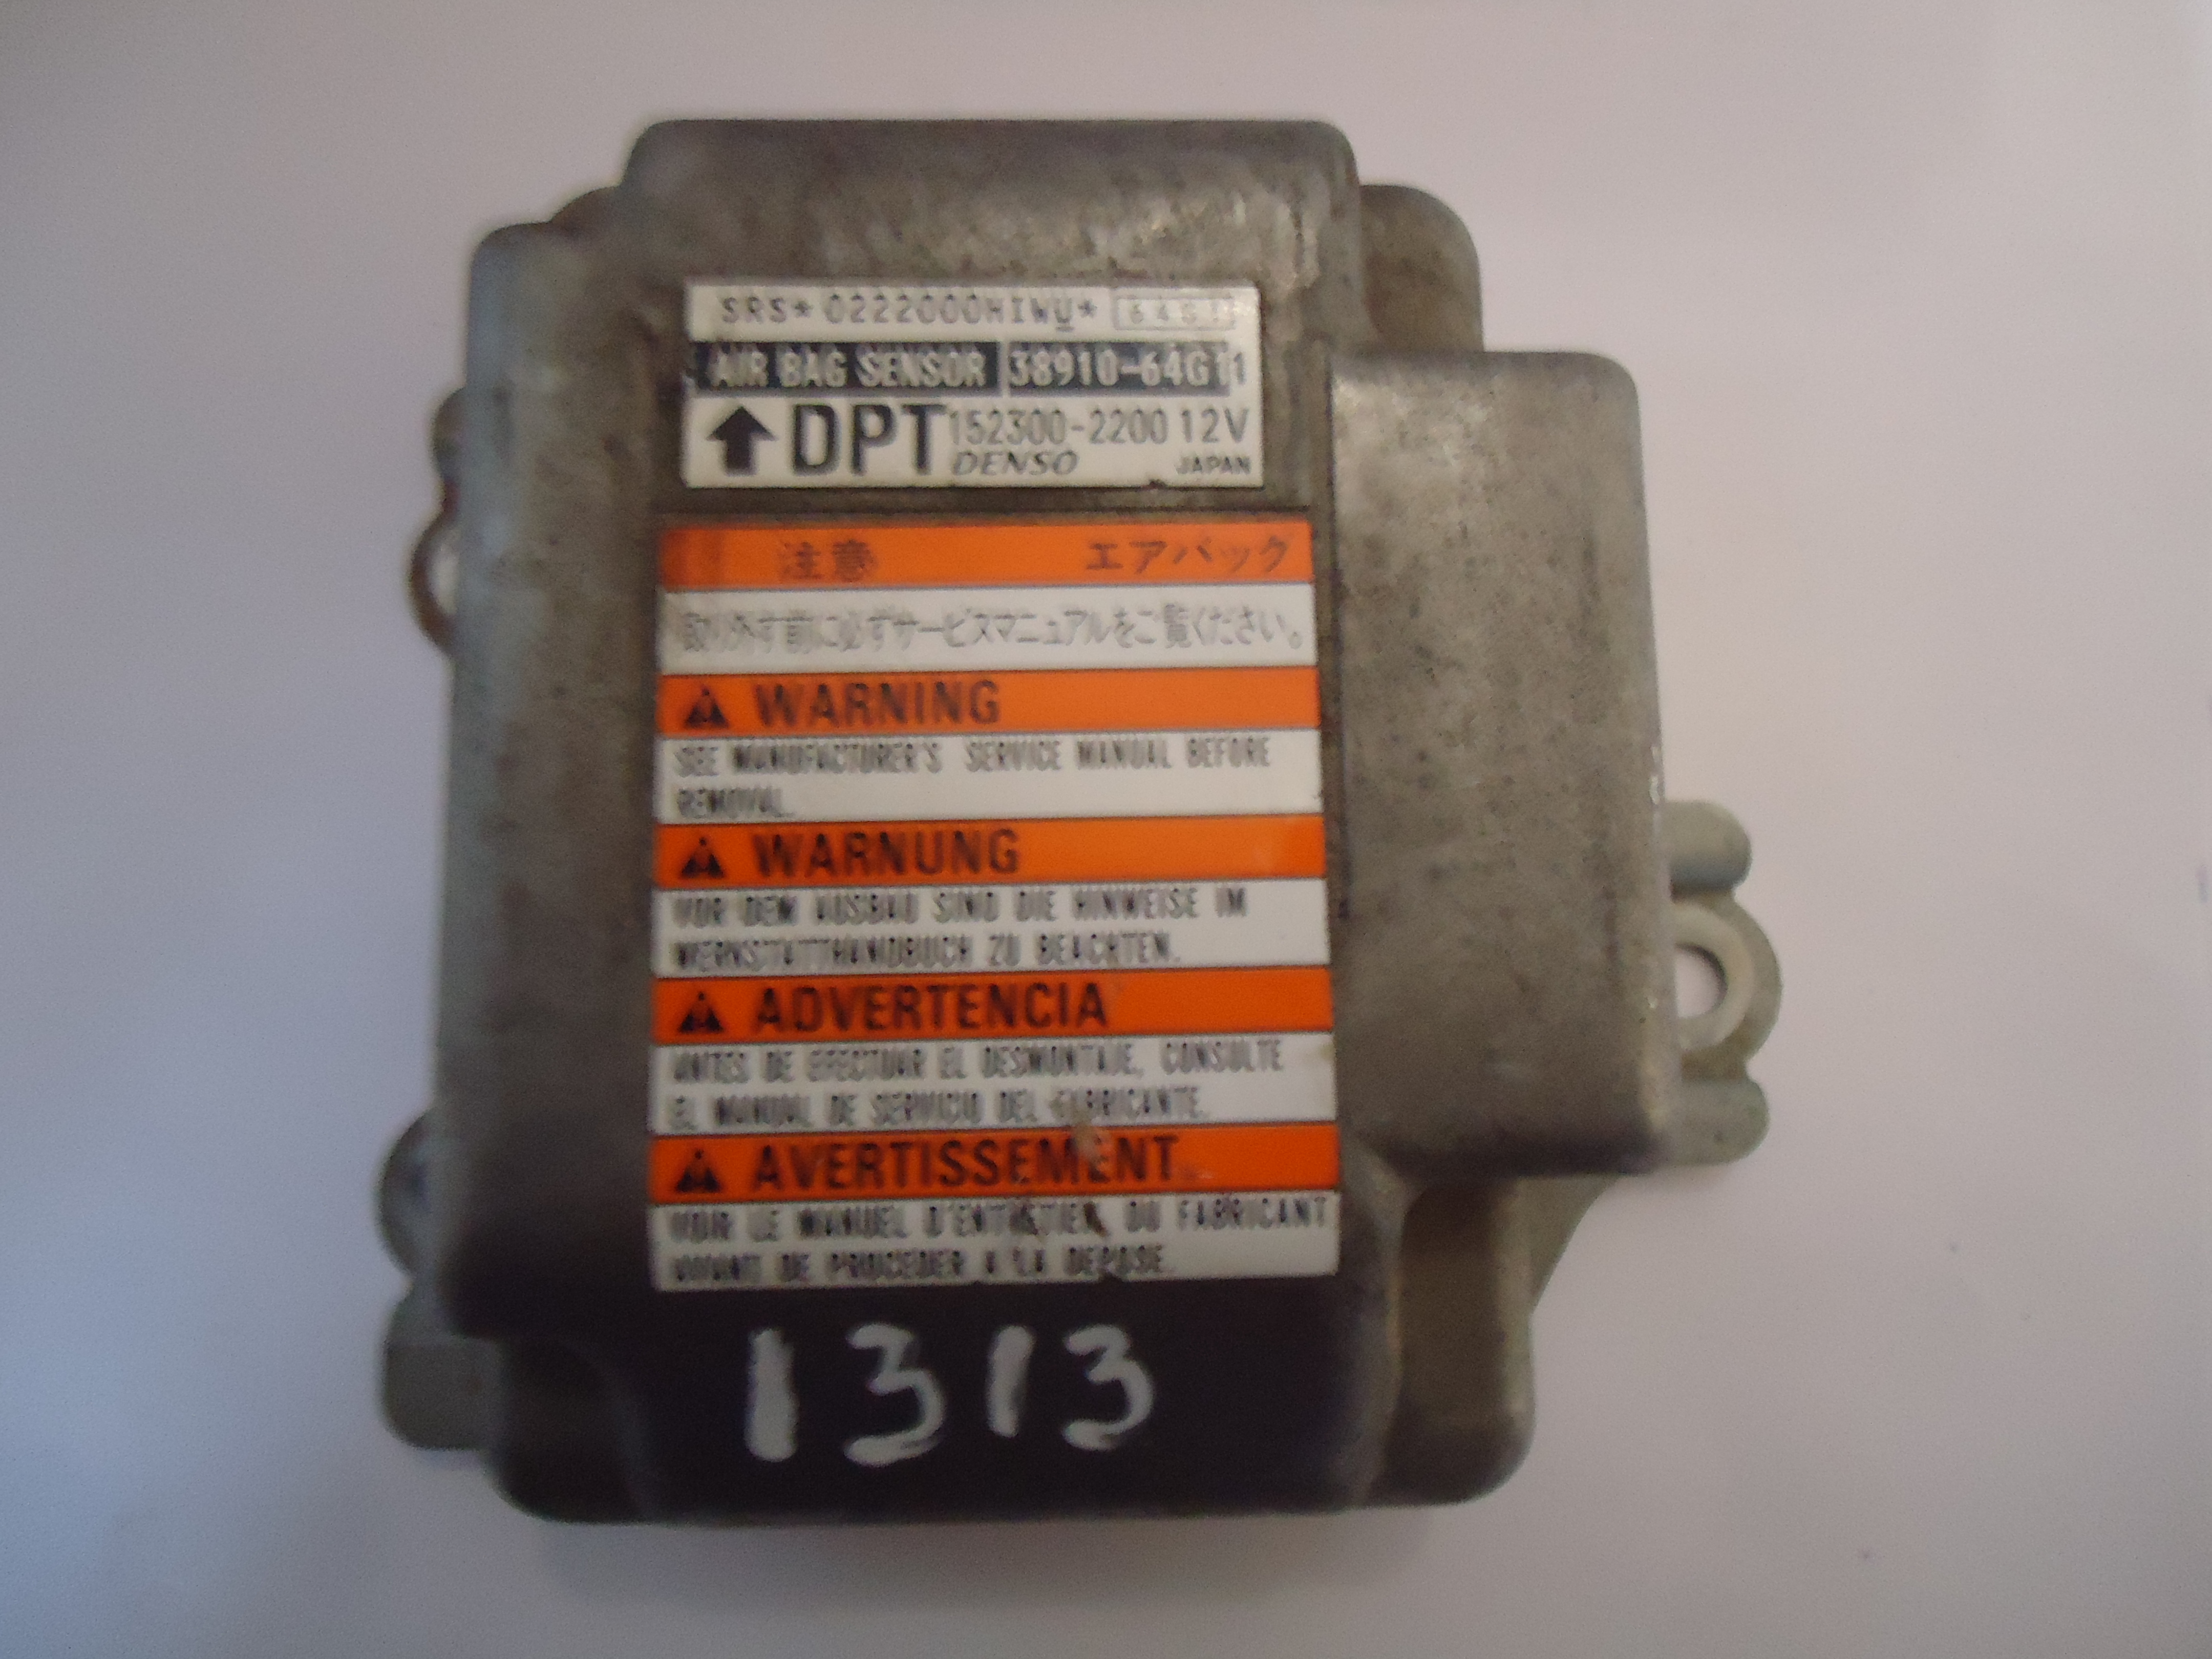 SRS*0222000HIWU* 64G1
AIR BAG SENSOR 38910-64G11
DPT 152300-2200 12V
DENSO JAPAN
注意 エアバッグ
取り外す前に必ずサービスマニュアルをご覧ください。
WARNING
SEE MANUFACTURER'S SERVICE MANUAL BEFORE
REMOVAL.
WARNUNG
VOR DEM AUSBAU SIND DIE HINWEISE IM
WERKSTATTHANDBUCH ZU BEACHTEN.
ADVERTENCIA
ANTES DE EFECTUAR EL DESMONTAJE, CONSULTE
EL MANUAL DE SERVICIO DEL FABRICANTE.
AVERTISSEMENT
VOIR LE MANUEL D'ENTRETIEN DU FABRICANT
AVANT DE PROCEDER A LA DEPOSE.
1313